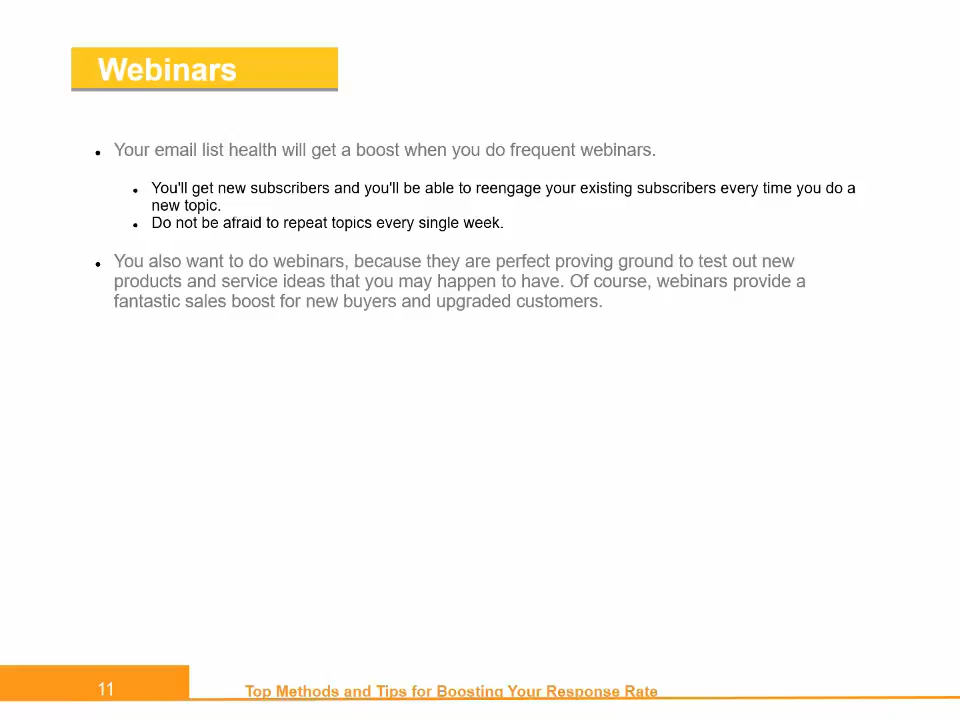 Webinars
Your email list health will get a boost when you do frequent webinars.
You'll get new subscribers and you'll be able to reengage your existing subscribers every time you do a
new topic.
Do not be afraid to repeat topics every single week.
You also want to do webinars, because they are perfect proving ground to test out new
products and service ideas that you may happen to have. Of course, webinars provide a
fantastic sales boost for new buyers and upgraded customers.
11
Top Methods and Tips for Boosting Your Response Rate